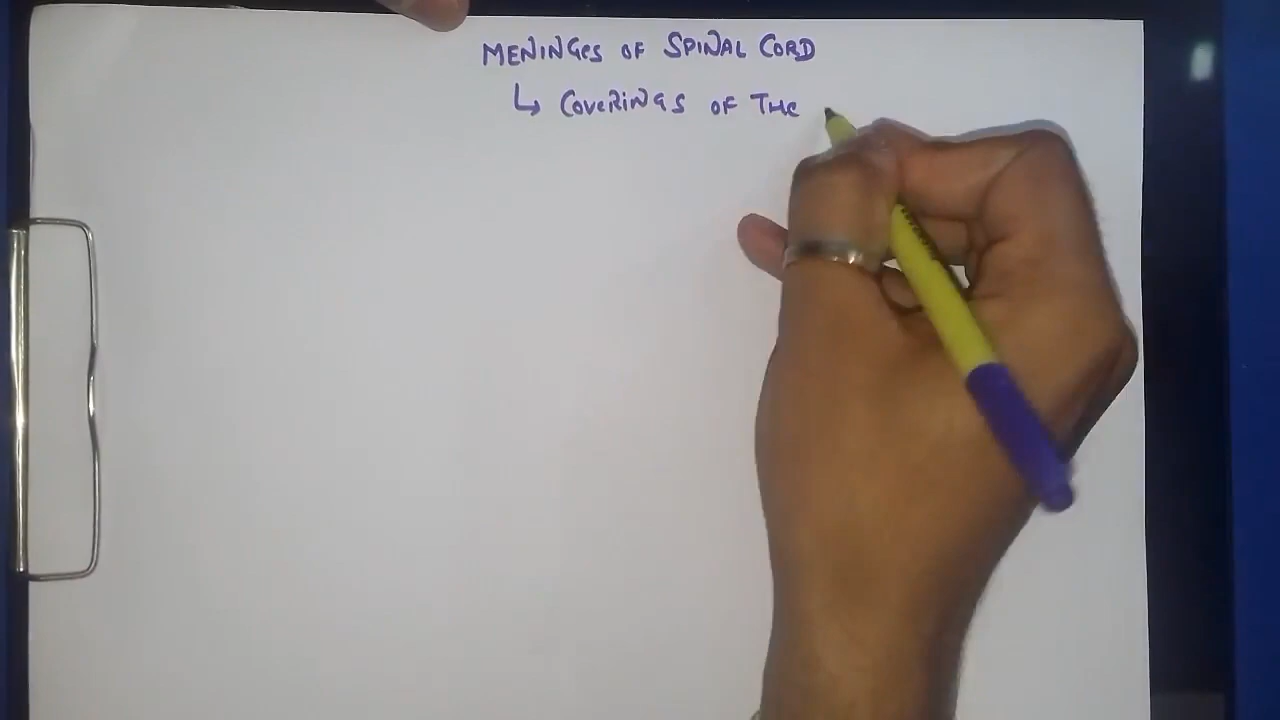 MENINGES OF SPINAL CORD
↳ COVERINGS OF THE